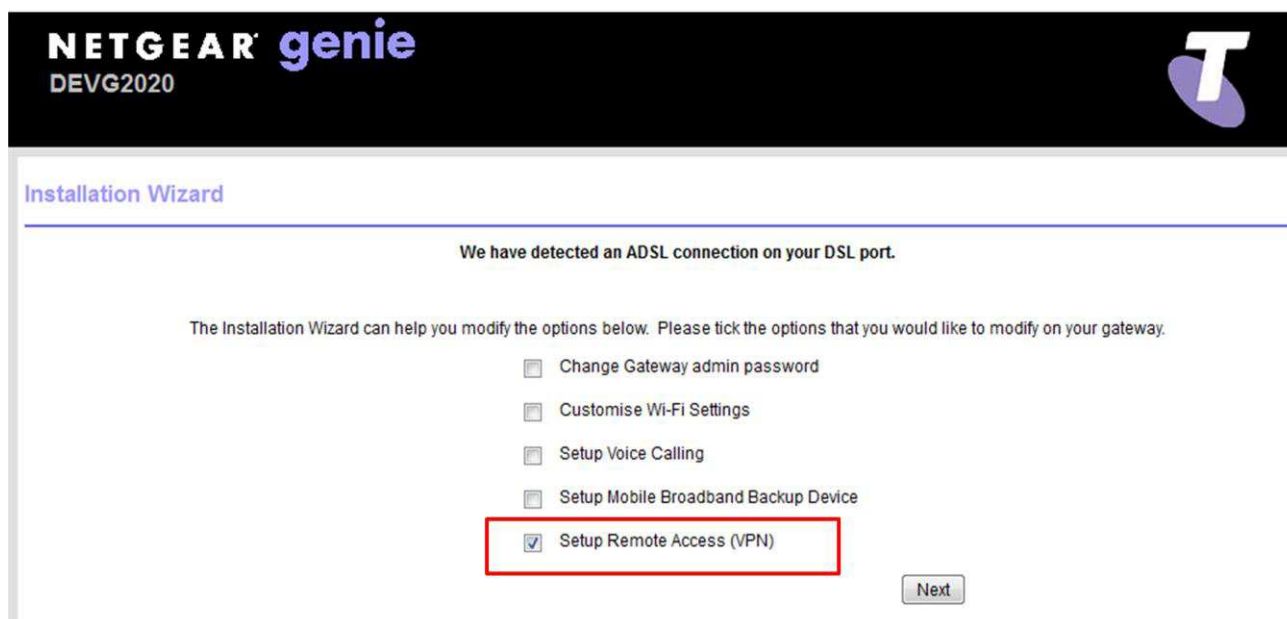 NETGEAR genie
DEVG2020
T
Installation Wizard
We have detected an ADSL connection on your DSL port.
The Installation Wizard can help you modify the options below. Please tick the options that you would like to modify on your gateway.
Change Gateway admin password
Customise Wi-Fi Settings
Setup Voice Calling
Setup Mobile Broadband Backup Device
Setup Remote Access (VPN)
Next